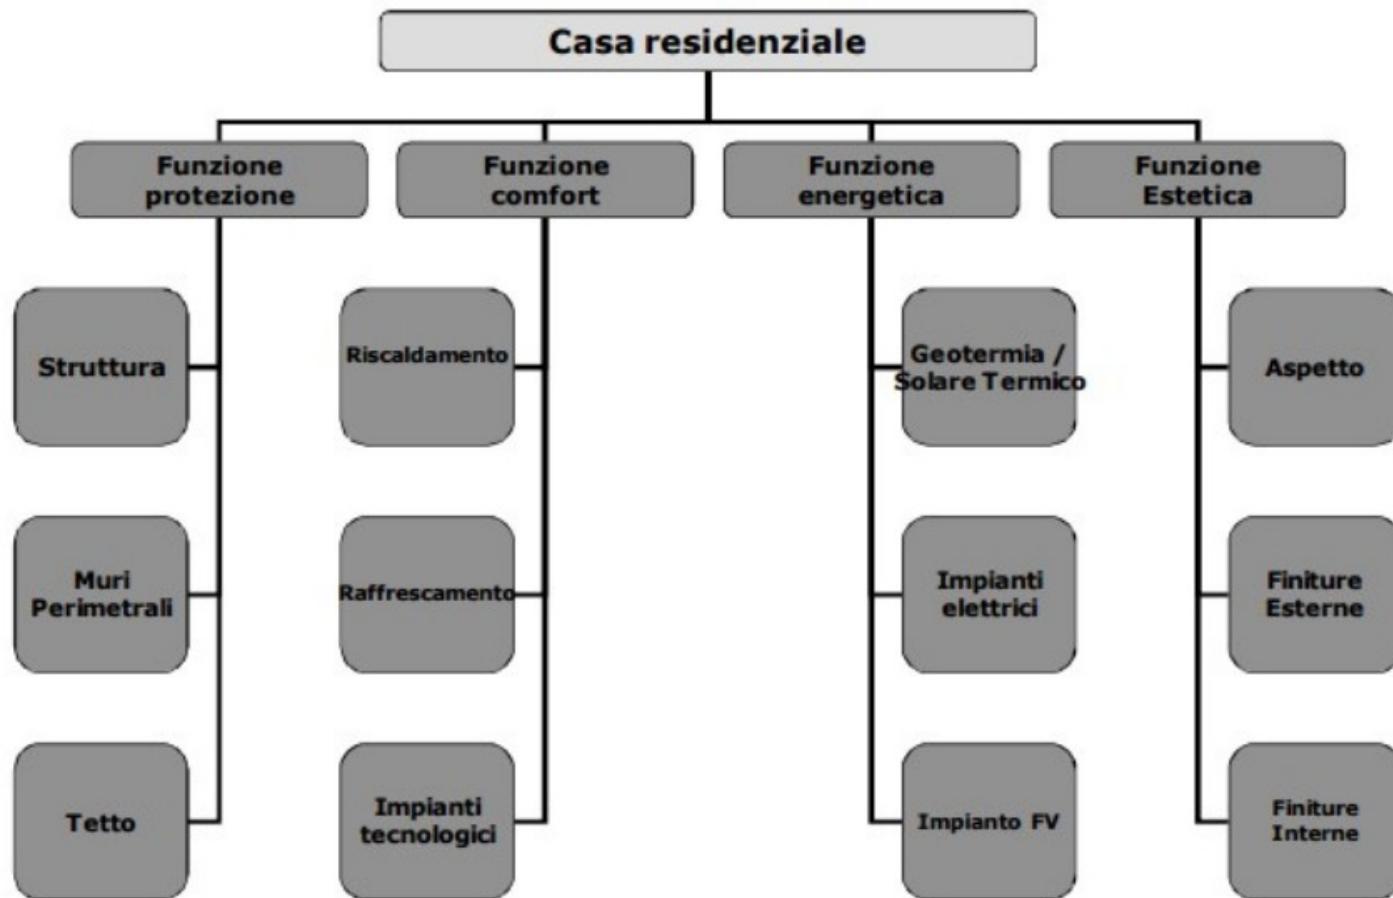 Casa residenziale
Funzione
protezione
Funzione
comfort
Funzione
energetica
Funzione
Estetica
Struttura
Riscaldamento
Geotermia /
Solare Termico
Aspetto
Muri
Perimetrali
Raffrescamento
Impianti
elettrici
Finiture
Esterne
Tetto
Impianti
tecnologici
Impianto FV
Finiture
Interne